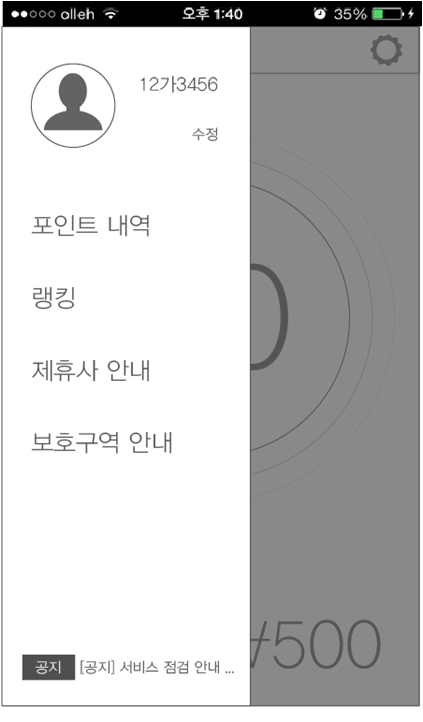 olleh 오후 1:40 35%
12가3456
수정
포인트 내역
랭킹
제휴사 안내
보호구역 안내
0
₩500
공지 [공지] 서비스 점검 안내 ...